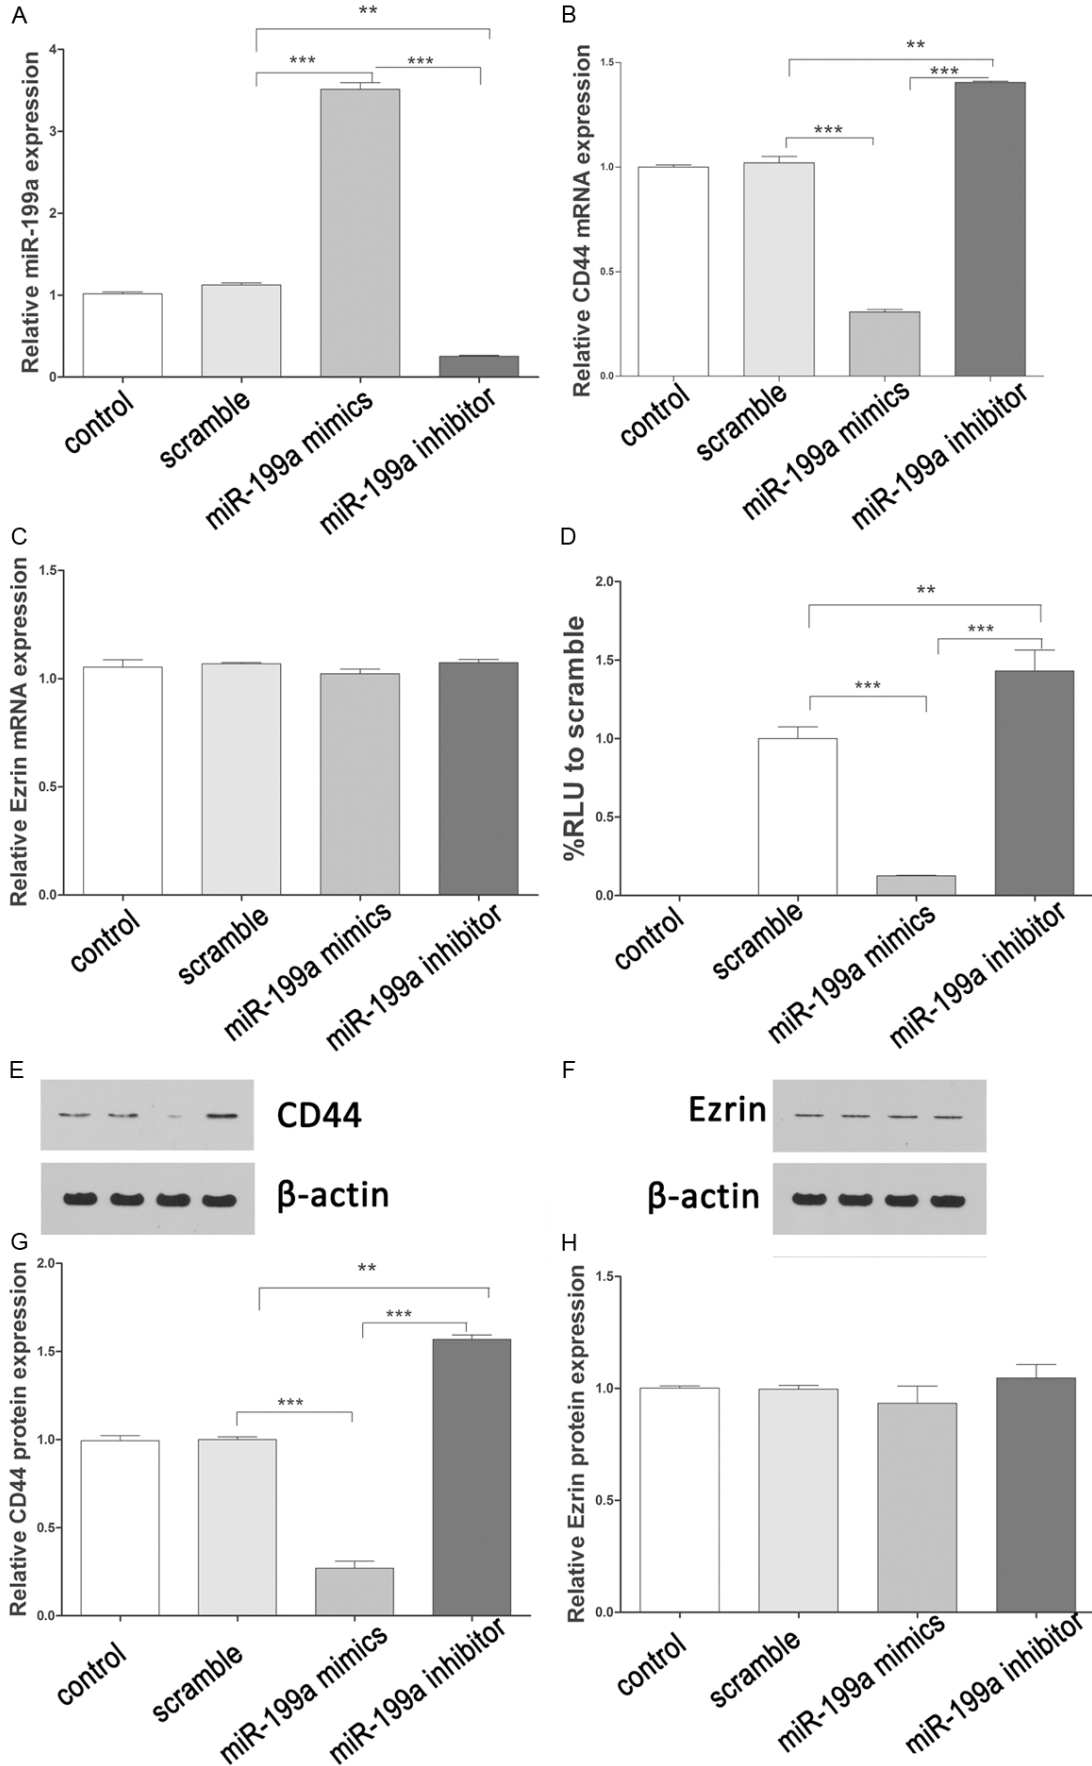 A
**
***
***
4
3
2
1
0
Relative miR-199a expression
control
scramble
miR-199a mimics
miR-199a inhibitor
B
**
***
***
1.5
1.0
0.5
0.0
Relative CD44 mRNA expression
control
scramble
miR-199a mimics
miR-199a inhibitor
C
1.5
1.0
0.5
0.0
Relative Ezrin mRNA expression
control
scramble
miR-199a mimics
miR-199a inhibitor
D
**
***
***
2.0
1.5
1.0
0.5
0.0
%RLU to scramble
control
scramble
miR-199a mimics
miR-199a inhibitor
E
CD44
β-actin
F
Ezrin
β-actin
G
**
***
***
2.0
1.5
1.0
0.5
0.0
Relative CD44 protein expression
control
scramble
miR-199a mimics
miR-199a inhibitor
H
1.5
1.0
0.5
0.0
Relative Ezrin protein expression
control
scramble
miR-199a mimics
miR-199a inhibitor